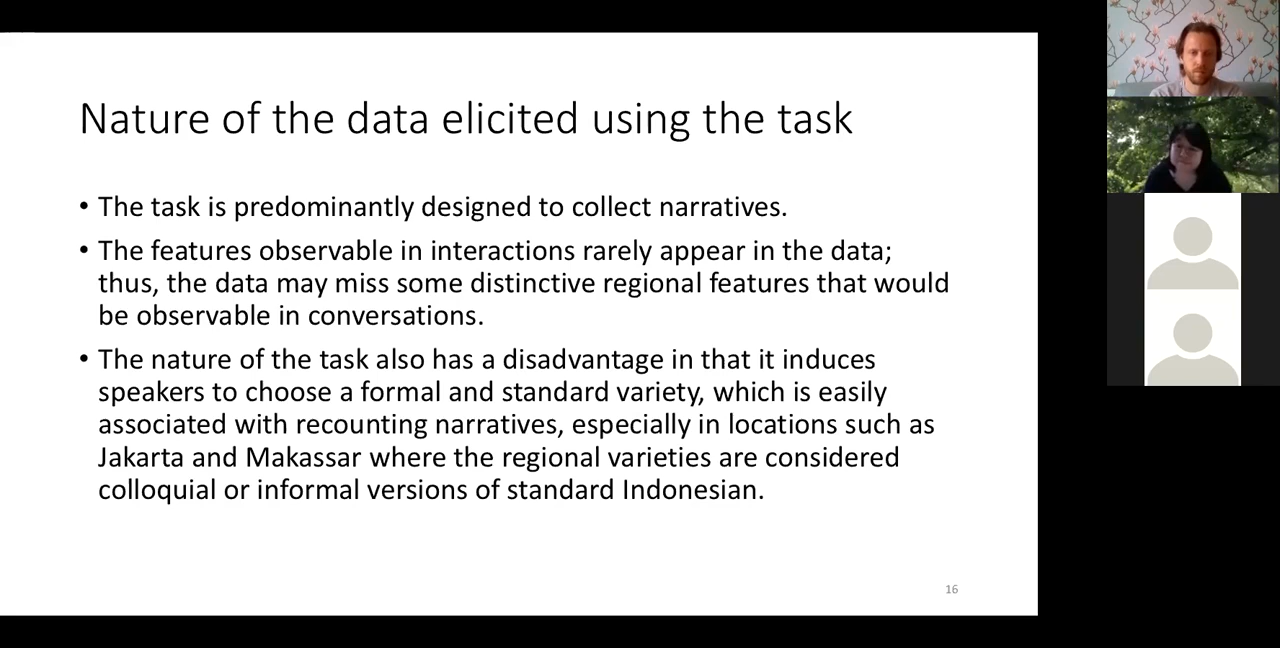 Nature of the data elicited using the task
• The task is predominantly designed to collect narratives.
• The features observable in interactions rarely appear in the data;
thus, the data may miss some distinctive regional features that would
be observable in conversations.
• The nature of the task also has a disadvantage in that it induces
speakers to choose a formal and standard variety, which is easily
associated with recounting narratives, especially in locations such as
Jakarta and Makassar where the regional varieties are considered
colloquial or informal versions of standard Indonesian.
16